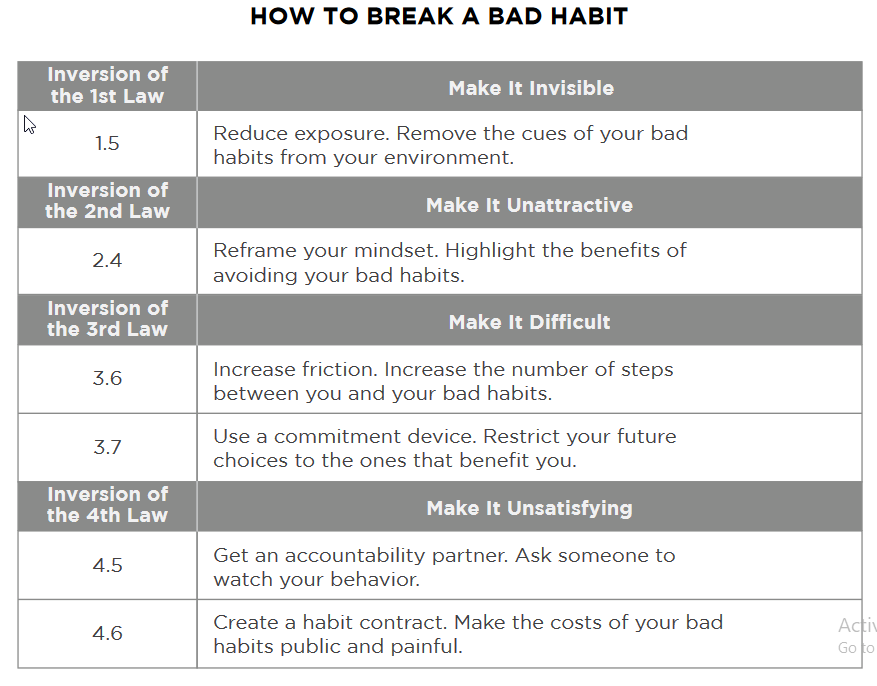 HOW TO BREAK A BAD HABIT
Inversion of
the 1st Law
Make It Invisible
1.5
Reduce exposure. Remove the cues of your bad
habits from your environment.
Inversion of
the 2nd Law
Make It Unattractive
2.4
Reframe your mindset. Highlight the benefits of
avoiding your bad habits.
Inversion of
the 3rd Law
Make It Difficult
3.6
Increase friction. Increase the number of steps
between you and your bad habits.
3.7
Use a commitment device. Restrict your future
choices to the ones that benefit you.
Inversion of
the 4th Law
Make It Unsatisfying
4.5
Get an accountability partner. Ask someone to
watch your behavior.
4.6
Create a habit contract. Make the costs of your bad
habits public and painful.
Go to